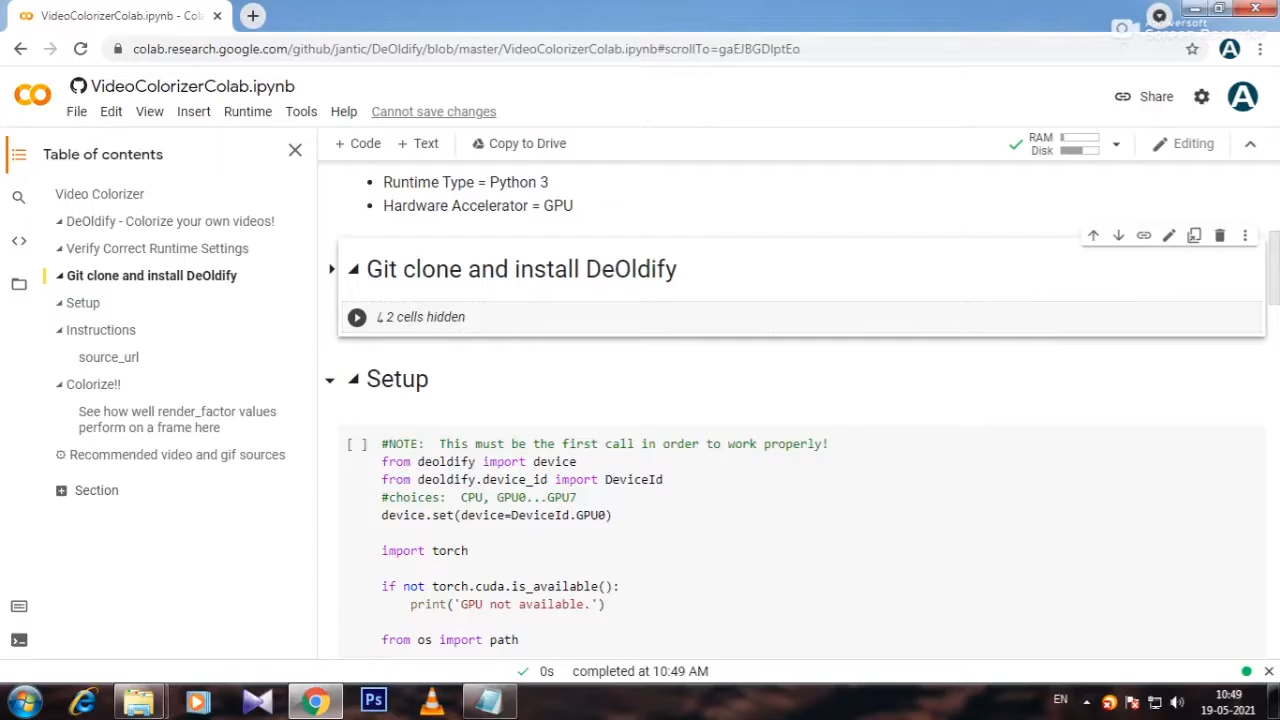 VideoColorizerColab.ipynb - Col
colab.research.google.com/github/jantic/DeOldify/blob/master/VideoColorizerColab.ipynb#scrollTo=gaEJBGDlptEo
A
VideoColorizerColab.ipynb
Share
A
File Edit View Insert Runtime Tools Help Cannot save changes
Table of contents
+ Code + Text Copy to Drive
RAM
Disk
Editing
Video Colorizer
DeOldify - Colorize your own videos!
Verify Correct Runtime Settings
Git clone and install DeOldify
Setup
Instructions
source_url
Colorize!!
See how well render_factor values
perform on a frame here
Recommended video and gif sources
Section
• Runtime Type = Python 3
• Hardware Accelerator = GPU
Git clone and install DeOldify
2 cells hidden
Setup
[ ] #NOTE:  This must be the first call in order to work properly!
from deoldify import device
from deoldify.device_id import DeviceId
#choices:  CPU, GPU0...GPU7
device.set(device=DeviceId.GPU0)
import torch
if not torch.cuda.is_available():
    print('GPU not available.')
from os import path
0s completed at 10:49 AM
Ps
EN
10:49
19-05-2021